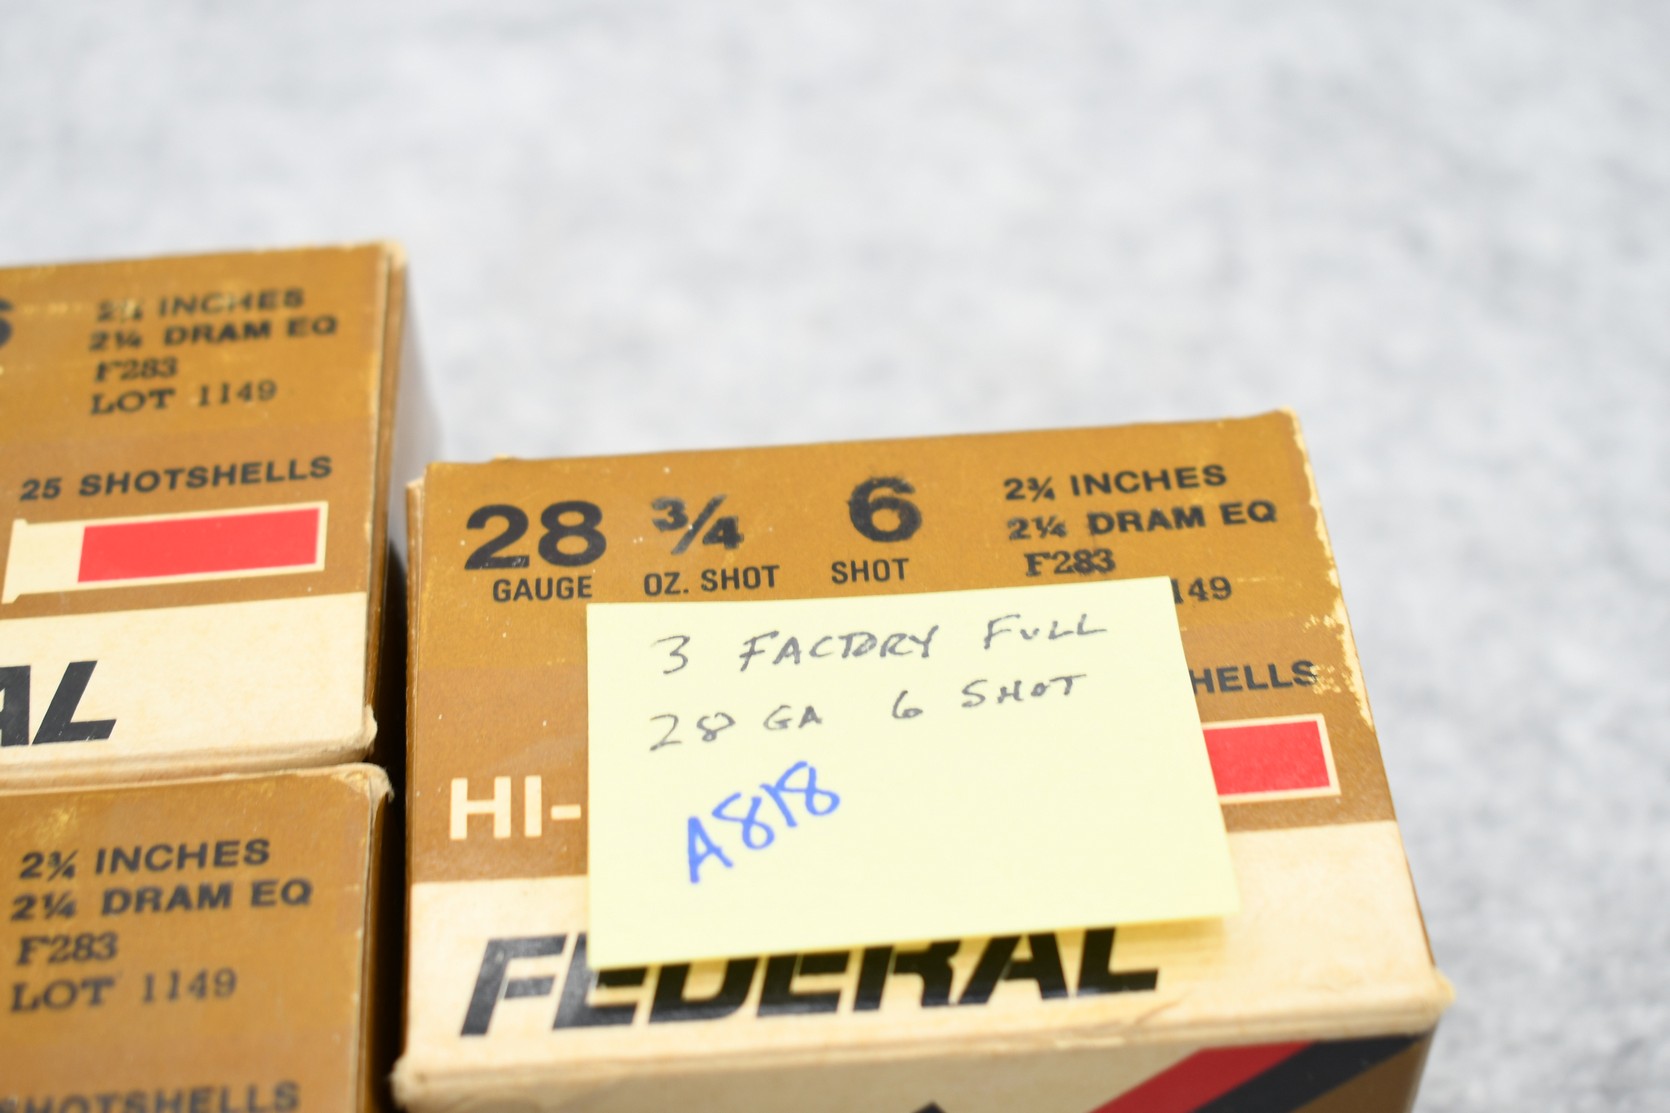 2¾ INCHES
2¼ DRAM EQ
F283
LOT 1149
25 SHOTSHELLS
AL
2¾ INCHES
2¼ DRAM EQ
F283
LOT 1149
SHOTSHELLS
28 ¾ 6
GAUGE OZ. SHOT SHOT
2¾ INCHES
2¼ DRAM EQ
F283
149
HELLS
HI-
FEDERAL
3 FACTORY FULL
28 GA 6 SHOT
A818